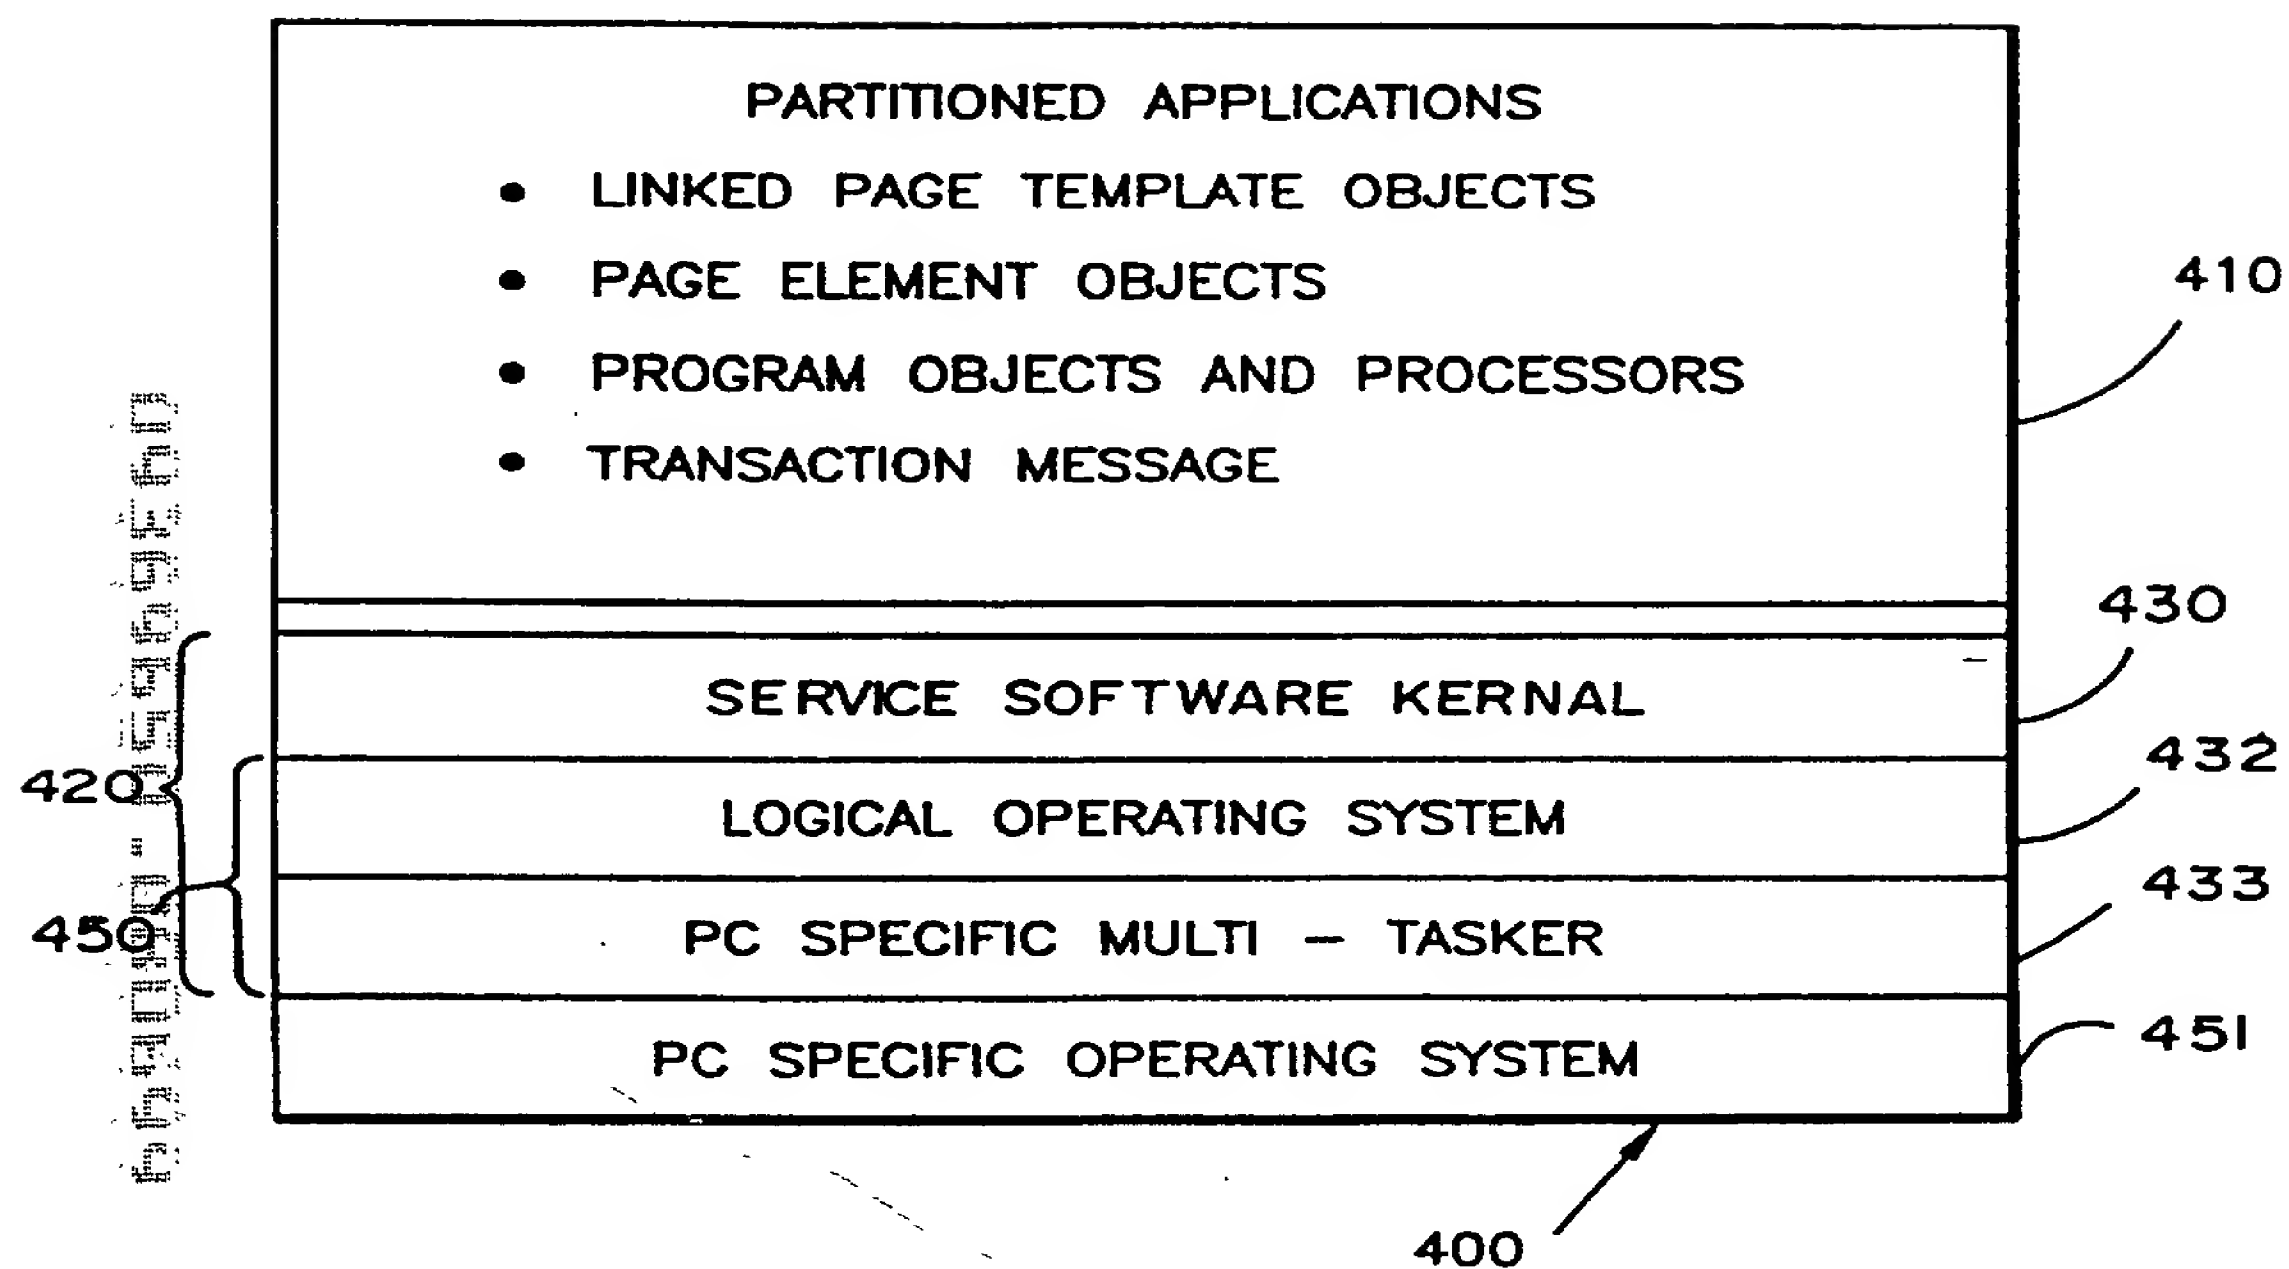 PARTITIONED APPLICATIONS
• LINKED PAGE TEMPLATE OBJECTS
• PAGE ELEMENT OBJECTS
• PROGRAM OBJECTS AND PROCESSORS
• TRANSACTION MESSAGE
410
430
SERVICE SOFTWARE KERNAL
432
420
LOGICAL OPERATING SYSTEM
433
450
PC SPECIFIC MULTI - TASKER
451
PC SPECIFIC OPERATING SYSTEM
400